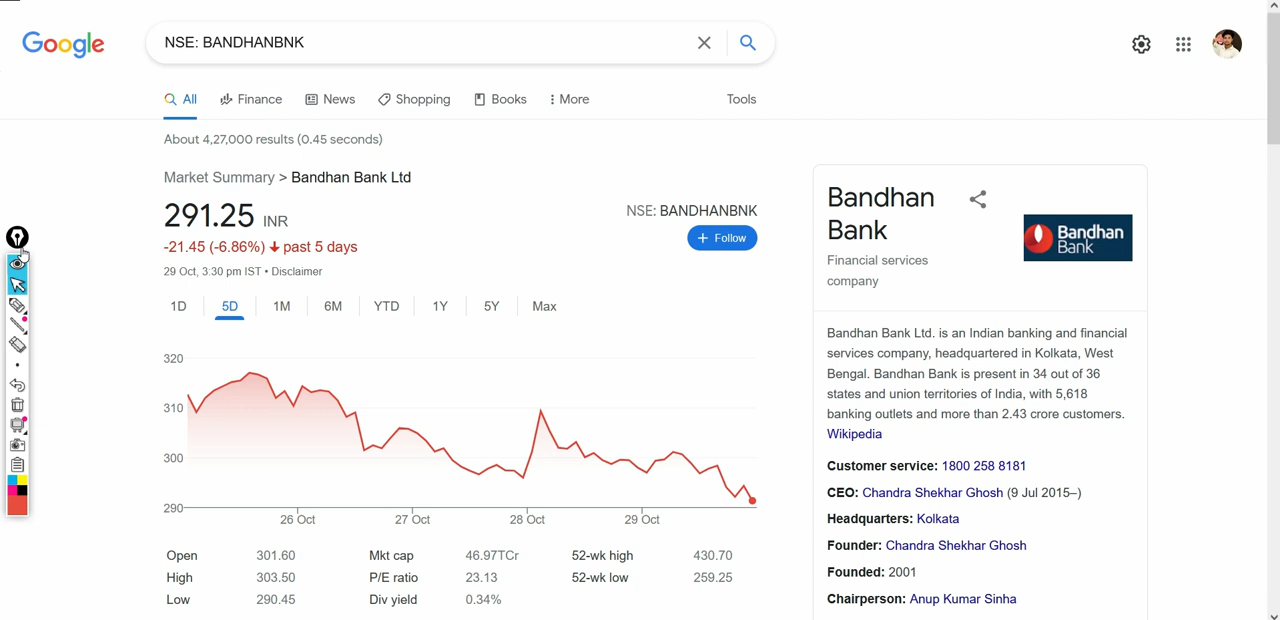 Google
NSE: BANDHANBNK
All Finance News Shopping Books More Tools
About 4,27,000 results (0.45 seconds)
Market Summary > Bandhan Bank Ltd
291.25 INR
NSE: BANDHANBNK
-21.45 (-6.86%) past 5 days
+ Follow
29 Oct, 3:30 pm IST • Disclaimer
1D 5D 1M 6M YTD 1Y 5Y Max
320
310
300
290
26 Oct 27 Oct 28 Oct 29 Oct
Open 301.60 Mkt cap 46.97TCr 52-wk high 430.70
High 303.50 P/E ratio 23.13 52-wk low 259.25
Low 290.45 Div yield 0.34%
Bandhan
Bank
Bandhan
Bank
Financial services
company
Bandhan Bank Ltd. is an Indian banking and financial
services company, headquartered in Kolkata, West
Bengal. Bandhan Bank is present in 34 out of 36
states and union territories of India, with 5,618
banking outlets and more than 2.43 crore customers.
Wikipedia
Customer service: 1800 258 8181
CEO: Chandra Shekhar Ghosh (9 Jul 2015–)
Headquarters: Kolkata
Founder: Chandra Shekhar Ghosh
Founded: 2001
Chairperson: Anup Kumar Sinha